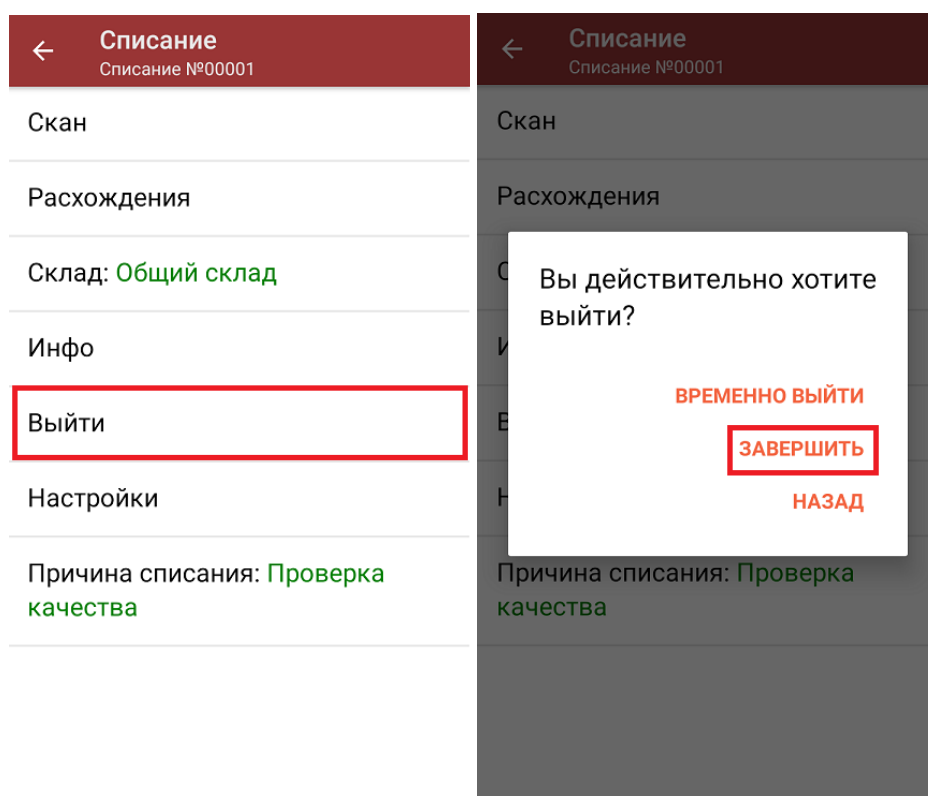 Списание
Списание №00001
Скан
Расхождения
Склад: Общий склад
Инфо
Выйти
Настройки
Причина списания: Проверка
качества
Списание
Списание №00001
Скан
Расхождения
Вы действительно хотите
выйти?
ВРЕМЕННО ВЫЙТИ
ЗАВЕРШИТЬ
НАЗАД
Причина списания: Проверка
качества